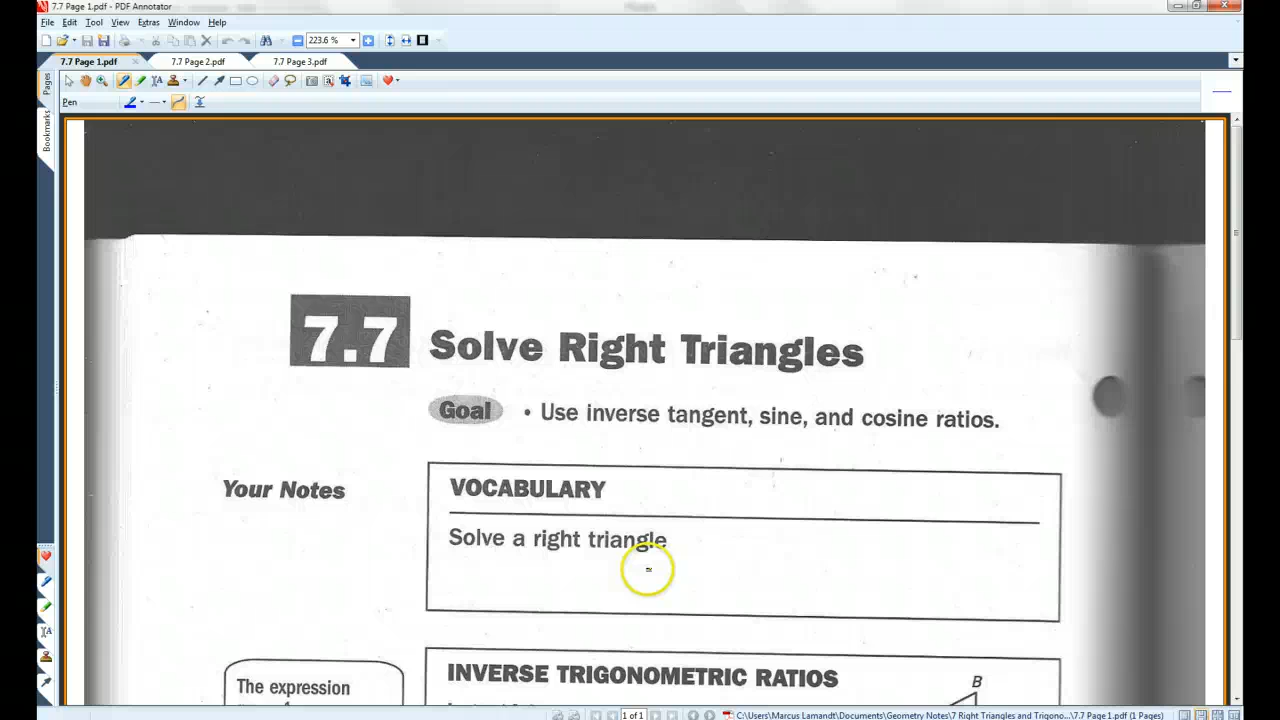 7.7 Page 1.pdf - PDF Annotator
File Edit Tool View Extras Window Help
223.6 %
7.7 Page 1.pdf 7.7 Page 2.pdf 7.7 Page 3.pdf
Pages
Pen
Bookmarks
7.7 Solve Right Triangles
Goal • Use inverse tangent, sine, and cosine ratios.
Your Notes
VOCABULARY
Solve a right triangle
INVERSE TRIGONOMETRIC RATIOS
B
The expression
1 of 1
C:\Users\Marcus Lamandt\Documents\Geometry Notes\7 Right Triangles and Trigono...\7.7 Page 1.pdf (1 Pages)